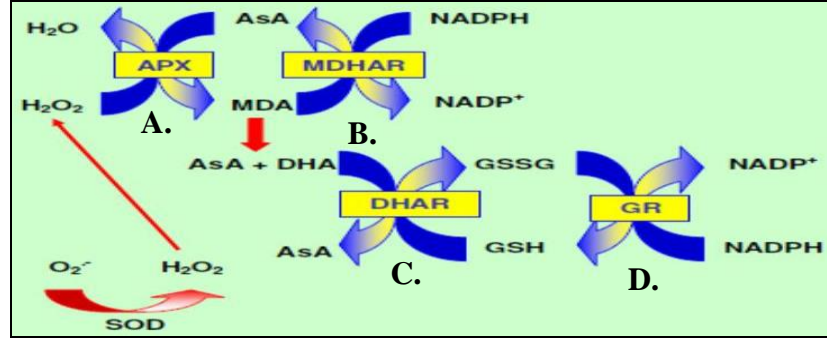 H₂O AsA NADPH
APX MDHAR
H₂O₂ MDA NADP⁺
A. B.
AsA + DHA GSSG NADP⁺
DHAR GR
AsA GSH NADPH
C. D.
O₂·⁻ H₂O₂
SOD